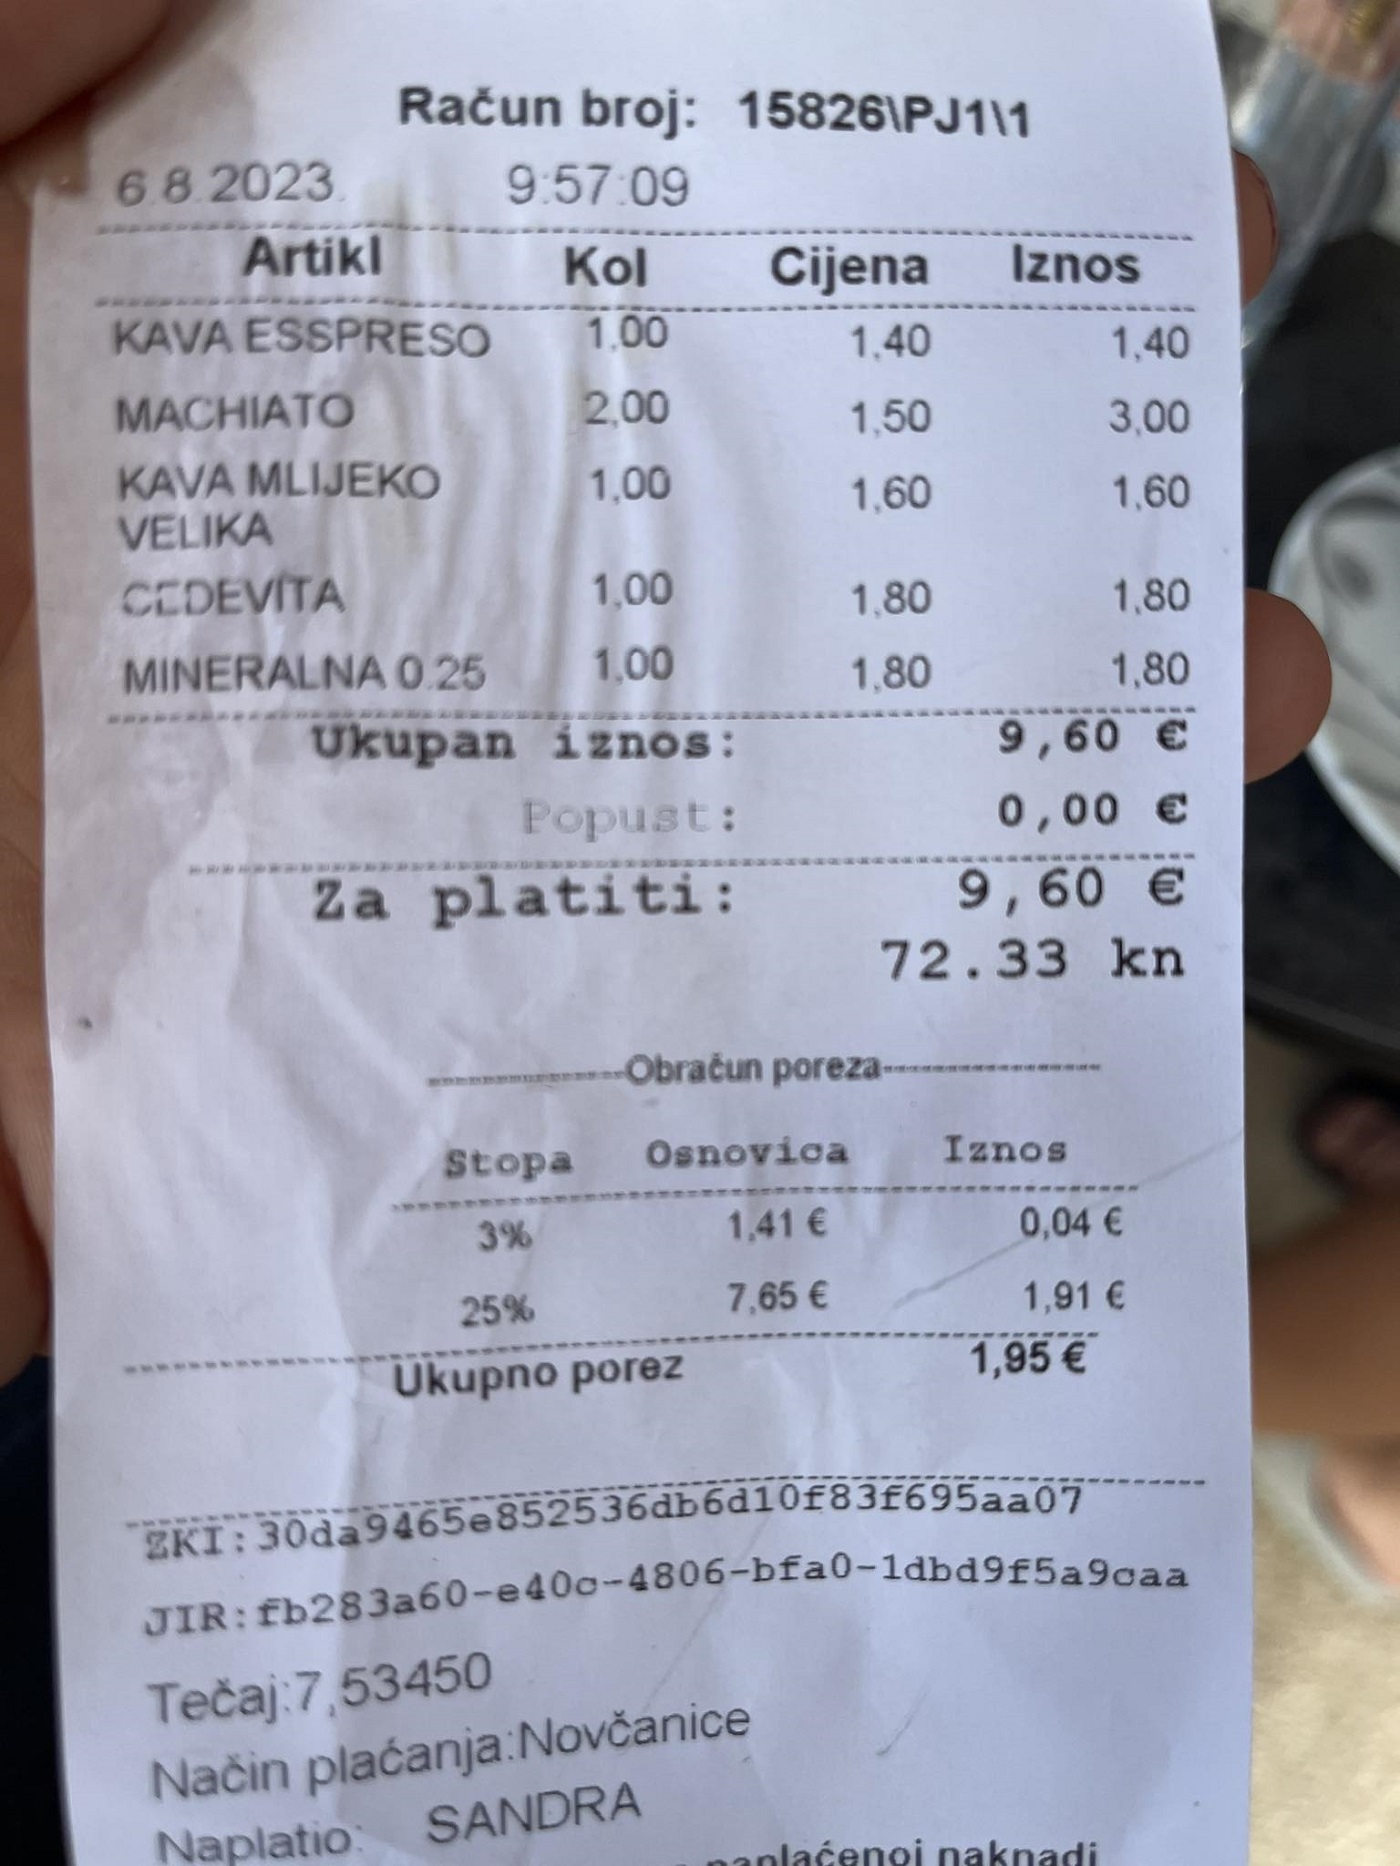 Račun broj: 15826\PJ1\1
6.8.2023. 9:57:09
Artikl Kol Cijena Iznos
KAVA ESSPRESO 1,00 1,40 1,40
MACHIATO 2,00 1,50 3,00
KAVA MLIJEKO 1,00 1,60 1,60
VELIKA
CEDEVITA 1,00 1,80 1,80
MINERALNA 0.25 1,00 1,80 1,80
Ukupan iznos: 9,60 €
Popust: 0,00 €
Za platiti: 9,60 €
72.33 kn
Obračun poreza
Stopa Osnovica Iznos
3% 1,41 € 0,04 €
25% 7,65 € 1,91 €
Ukupno porez 1,95 €
ZKI:30da9465e852536db6d10f83f695aa07
JIR:fb283a60-e40c-4806-bfa0-1dbd9f5a9caa
Tečaj:7,53450
Način plaćanja:Novčanice
Naplatio: SANDRA
naplaćenoj naknadi